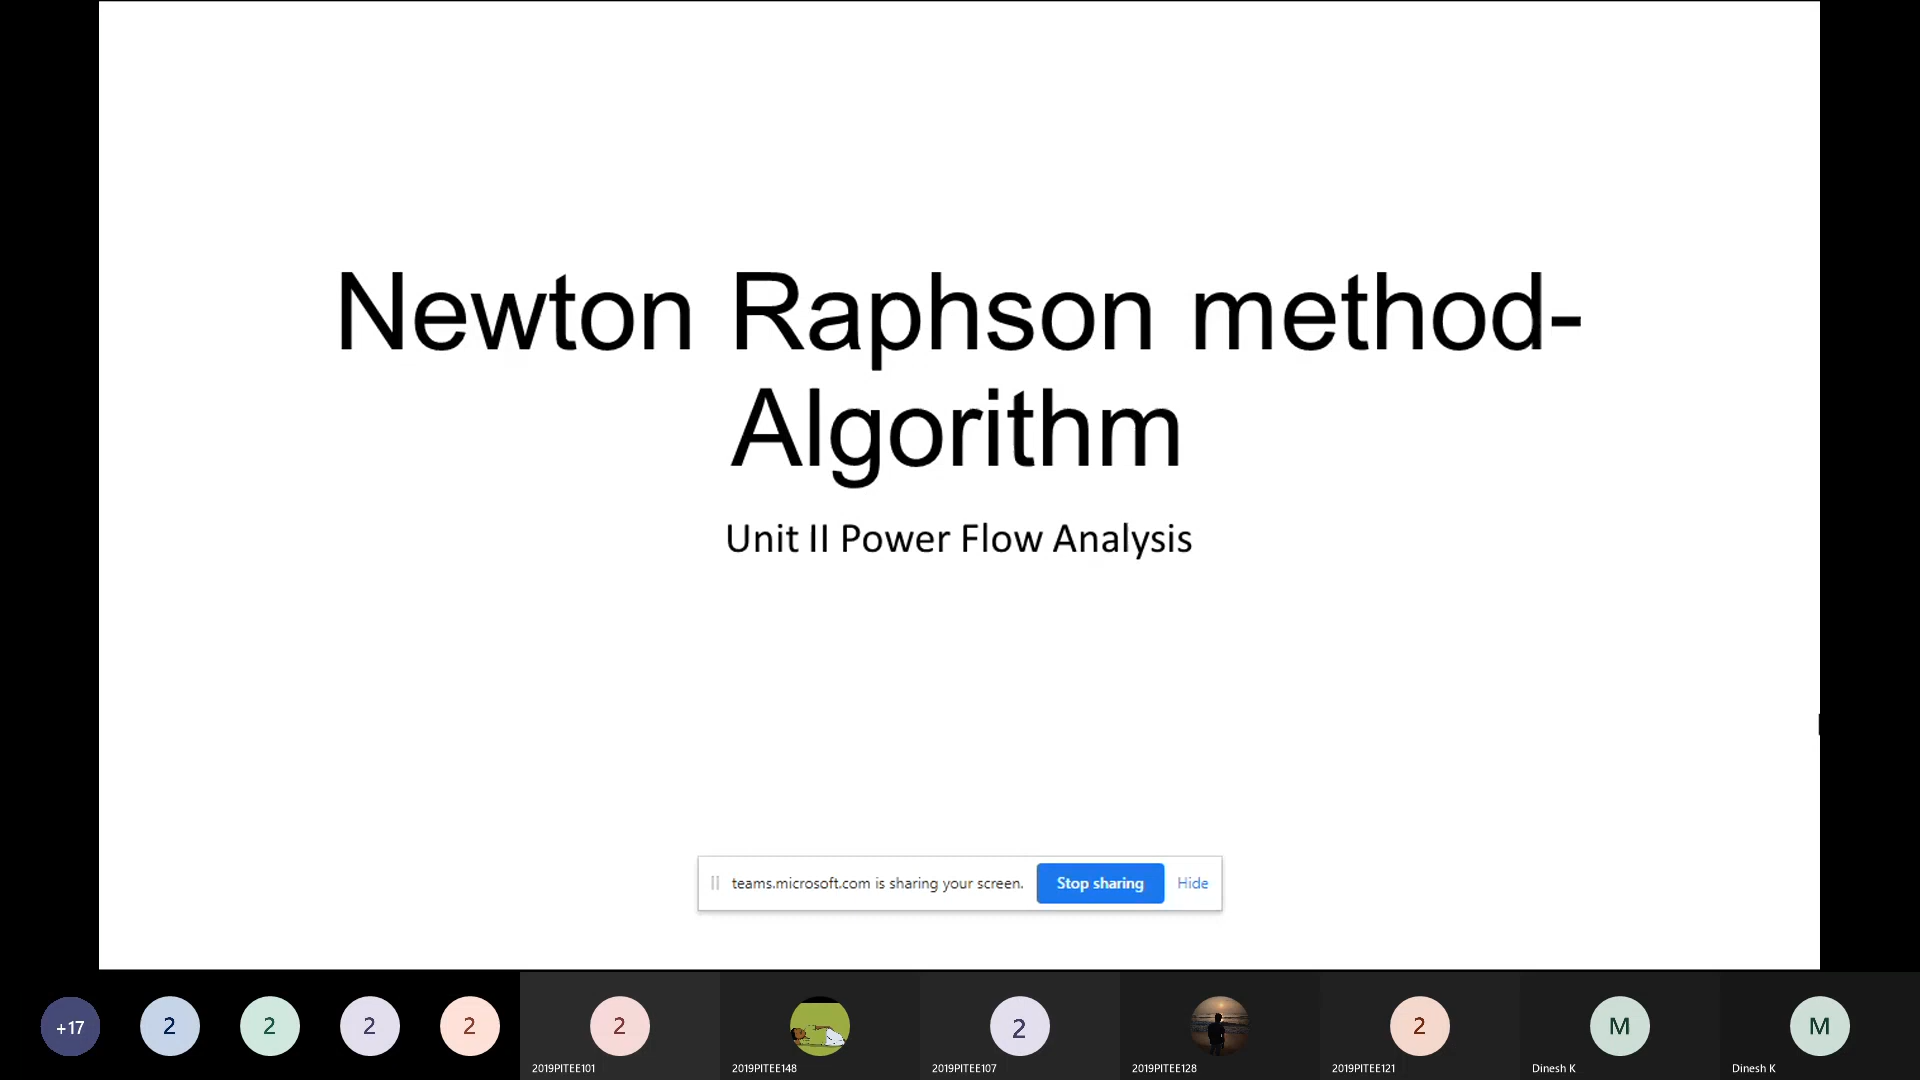 Newton Raphson method-
Algorithm
Unit II Power Flow Analysis
teams.microsoft.com is sharing your screen. Stop sharing Hide
+17 2 2 2 2 2 2 2 M M
2019PITEE101 2019PITEE148 2019PITEE107 2019PITEE128 2019PITEE121 Dinesh K Dinesh K